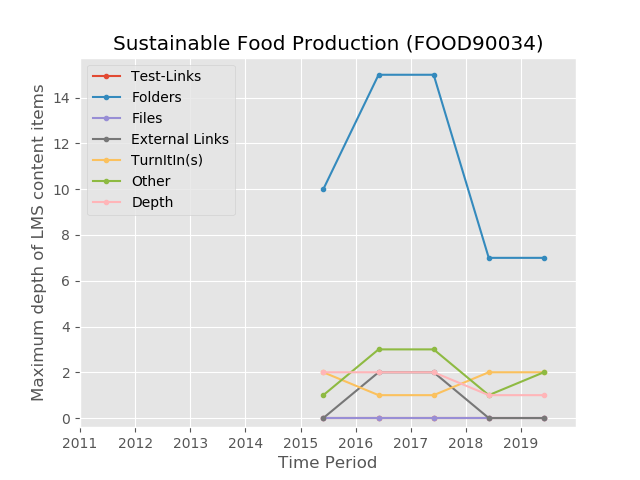 Sustainable Food Production (FOOD90034)
Test-Links
Folders
Files
External Links
TurnItIn(s)
Other
Depth
Maximum depth of LMS content items
14
12
10
8
6
4
2
0
2011 2012 2013 2014 2015 2016 2017 2018 2019
Time Period